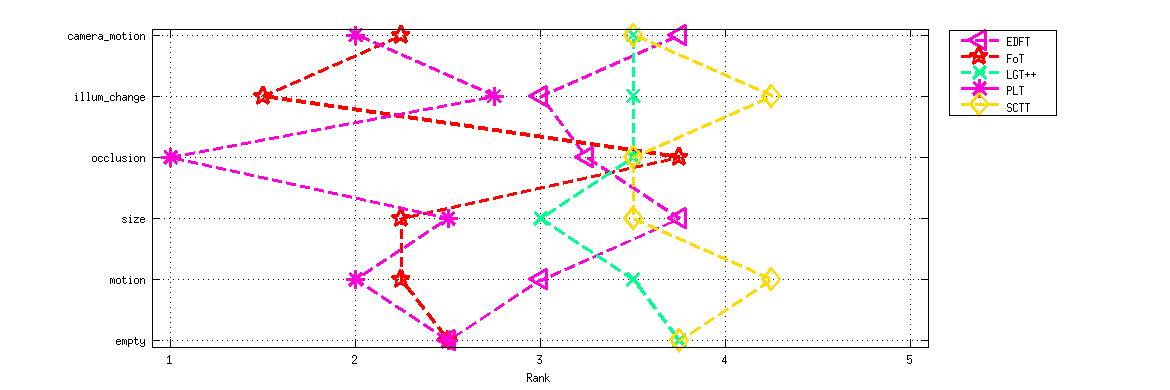 camera_motion
illum_change
occlusion
size
motion
empty
1 2 3 4 5
Rank
EDFT
FoT
LGT++
PLT
SCTT